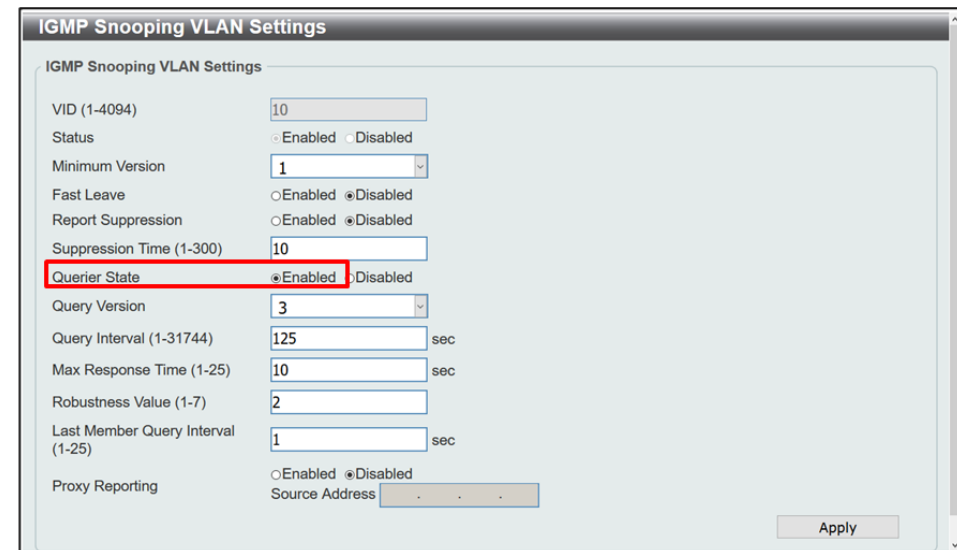 IGMP Snooping VLAN Settings
IGMP Snooping VLAN Settings
VID (1-4094) 10
Status Enabled Disabled
Minimum Version 1
Fast Leave Enabled Disabled
Report Suppression Enabled Disabled
Suppression Time (1-300) 10
Querier State Enabled Disabled
Query Version 3
Query Interval (1-31744) 125 sec
Max Response Time (1-25) 10 sec
Robustness Value (1-7) 2
Last Member Query Interval
(1-25) 1 sec
Proxy Reporting Enabled Disabled
Source Address . . .
Apply